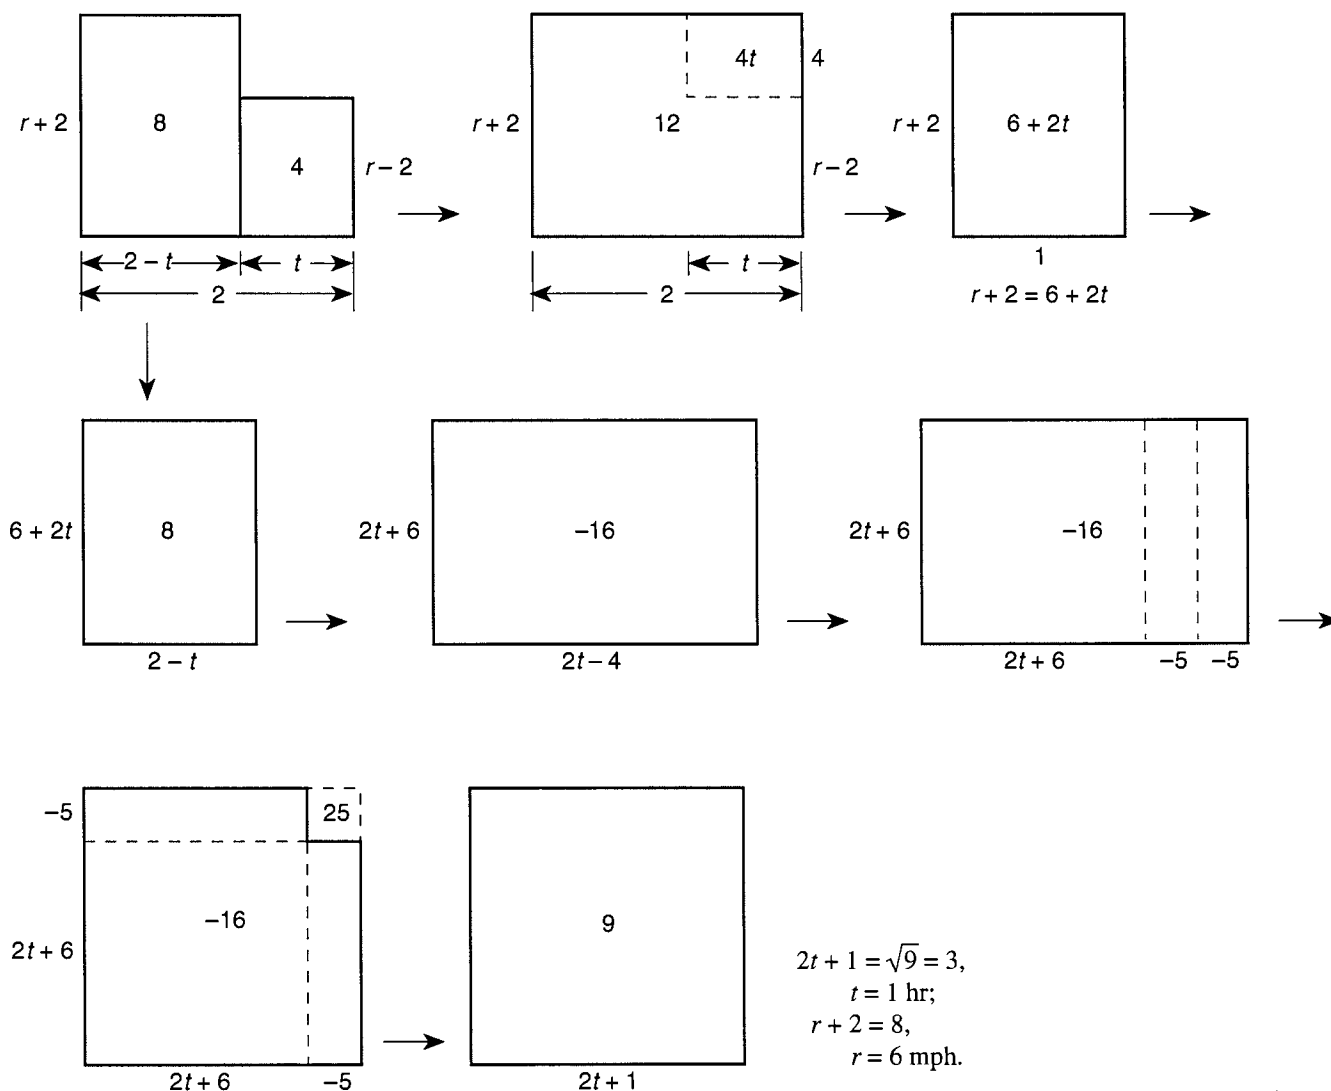 r + 2
8
4
r – 2
2 – t
t
2
r + 2
4t
4
12
r – 2
t
2
r + 2
6 + 2t
1
r + 2 = 6 + 2t
6 + 2t
8
2 – t
2t + 6
–16
2t – 4
2t + 6
–16
2t + 6
–5
–5
–5
25
2t + 6
–16
2t + 6
–5
9
2t + 1
2t + 1 = √9 = 3,
t = 1 hr;
r + 2 = 8,
r = 6 mph.